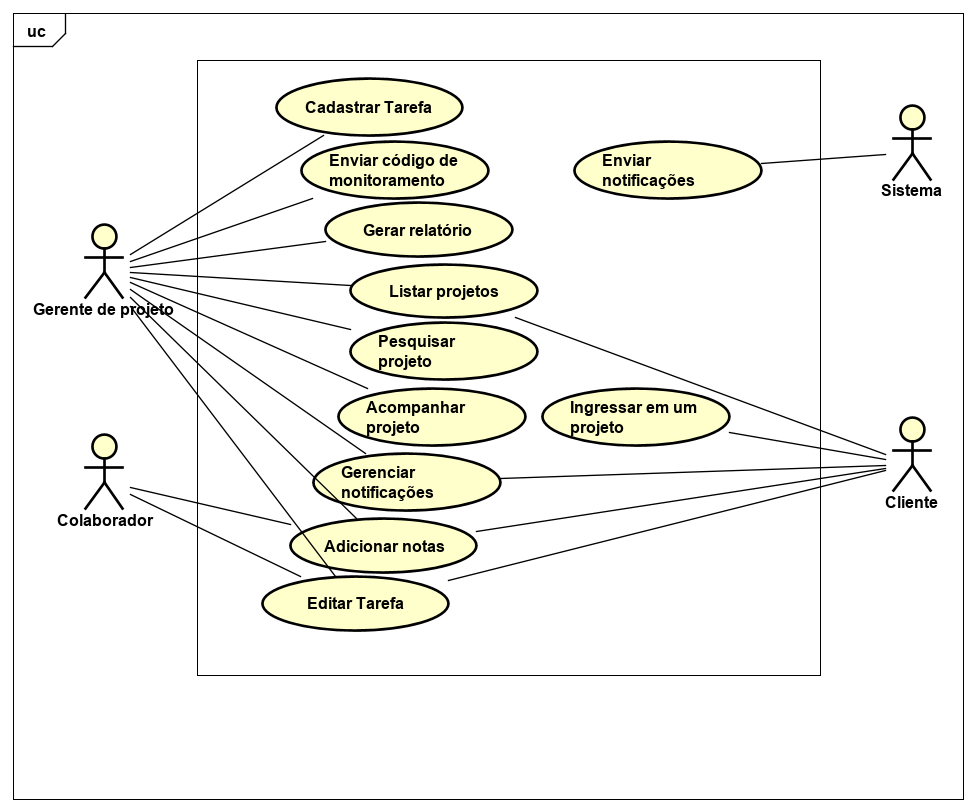 uc
Cadastrar Tarefa
Enviar código de
monitoramento
Enviar
notificações
Sistema
Gerar relatório
Gerente de projeto
Listar projetos
Pesquisar
projeto
Acompanhar
projeto
Ingressar em um
projeto
Gerenciar
notificações
Cliente
Colaborador
Adicionar notas
Editar Tarefa